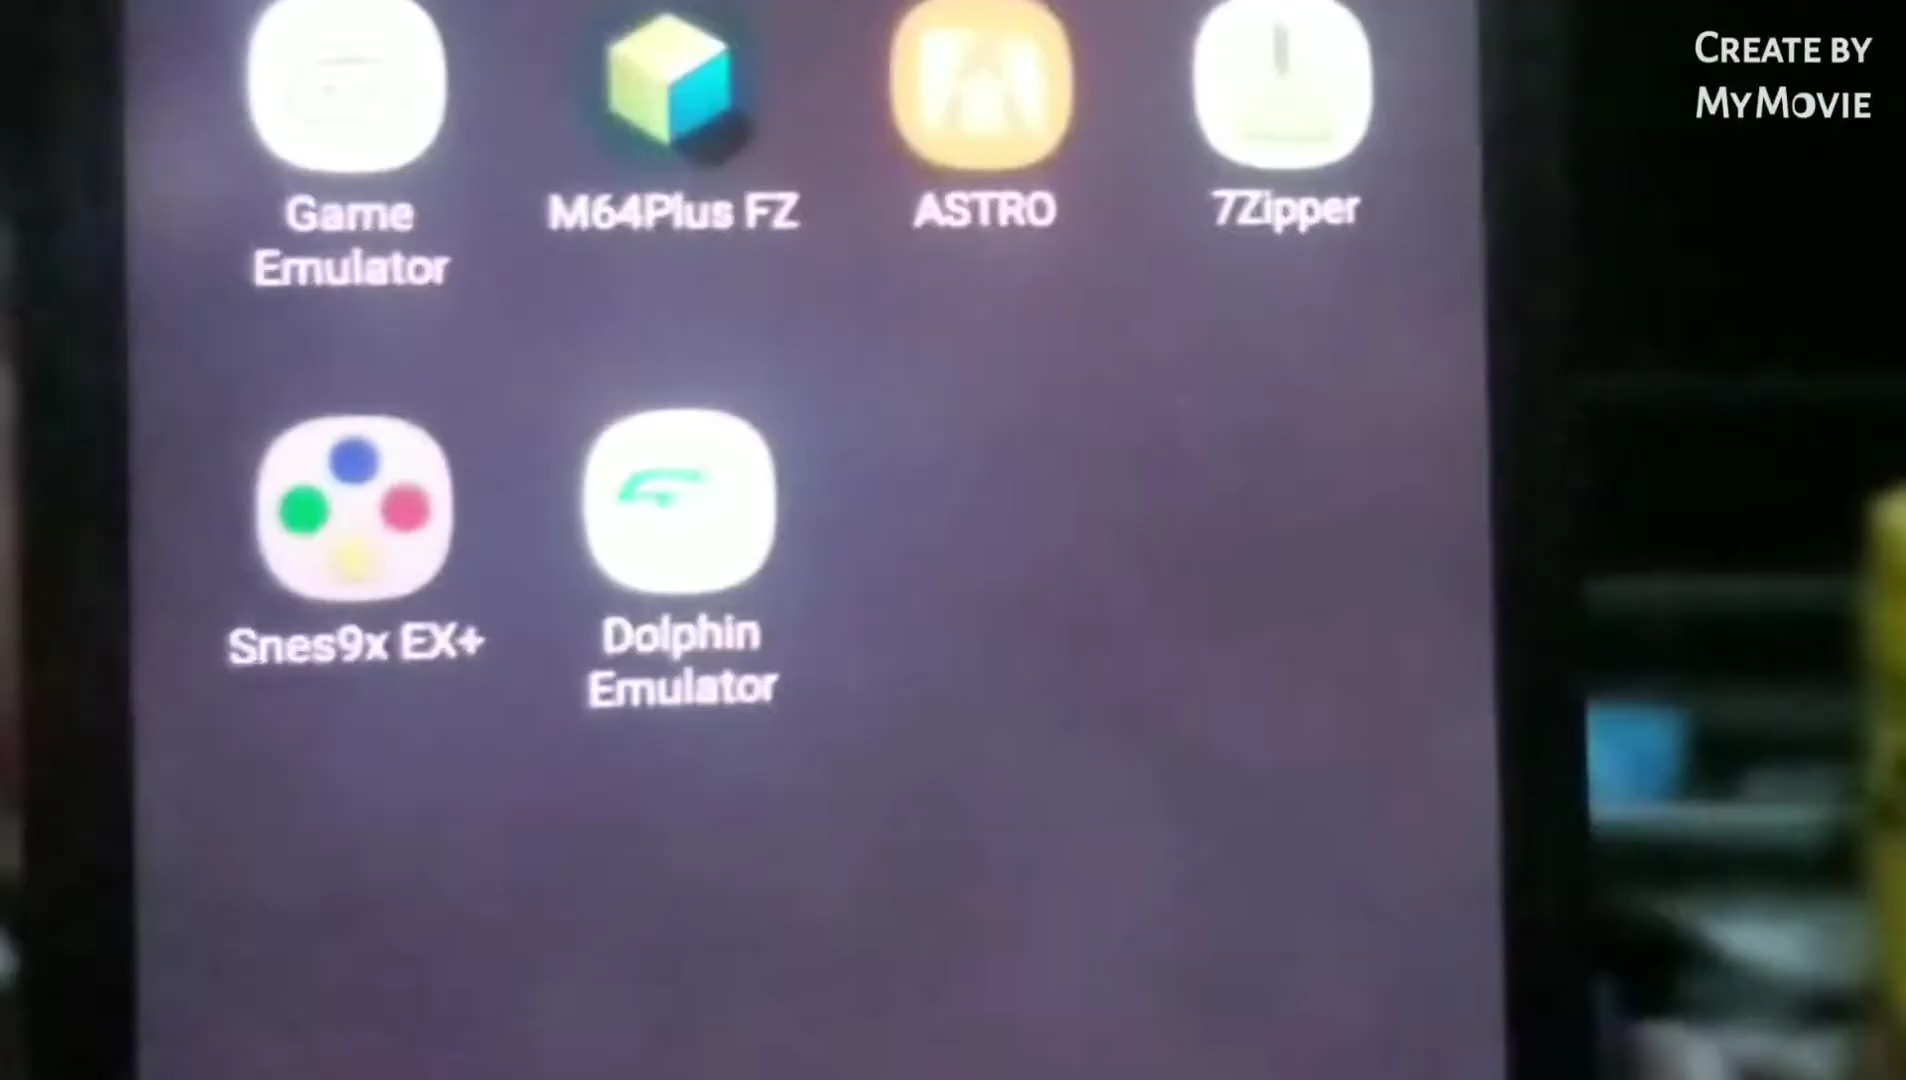 CREATE BY
MYMOVIE
Game
Emulator
M64Plus FZ
ASTRO
7Zipper
Snes9x EX+
Dolphin
Emulator